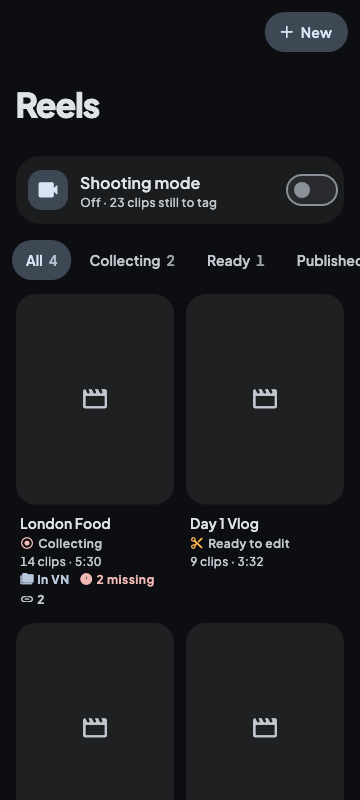 + New
Reels
Shooting mode
Off · 23 clips still to tag
All 4 Collecting 2 Ready 1 Published
London Food
Collecting
14 clips · 5:30
In VN 2 missing
2
Day 1 Vlog
Ready to edit
9 clips · 3:32